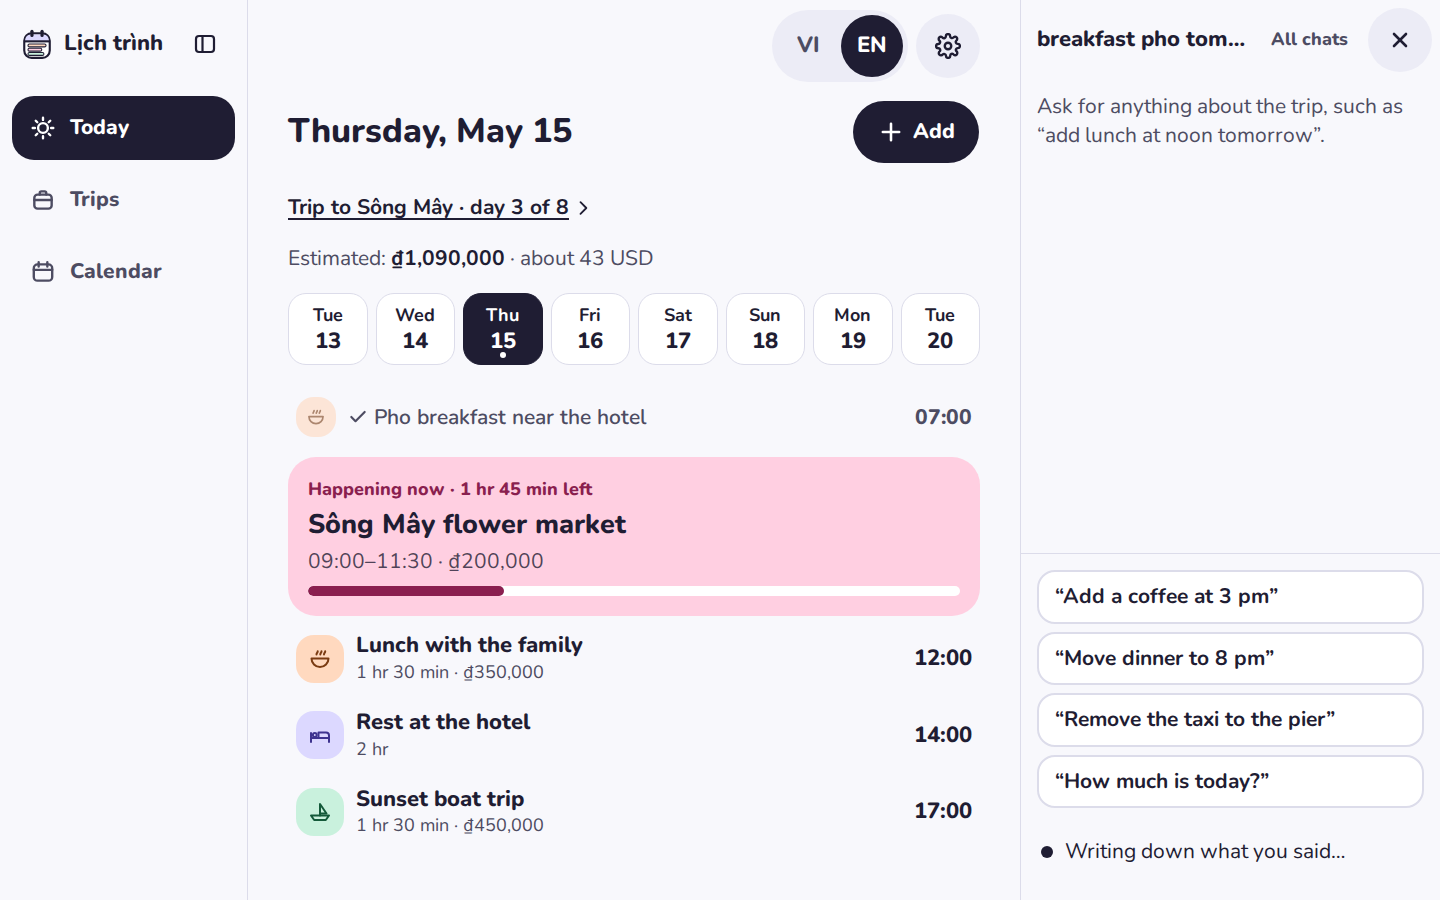 Lịch trình
Today
Trips
Calendar
VI
EN
Thursday, May 15
Add
Trip to Sông Mây · day 3 of 8
Estimated: ₫1,090,000 · about 43 USD
Tue
13
Wed
14
Thu
15
Fri
16
Sat
17
Sun
18
Mon
19
Tue
20
Pho breakfast near the hotel
07:00
Happening now · 1 hr 45 min left
Sông Mây flower market
09:00–11:30 · ₫200,000
Lunch with the family
1 hr 30 min · ₫350,000
12:00
Rest at the hotel
2 hr
14:00
Sunset boat trip
1 hr 30 min · ₫450,000
17:00
breakfast pho tom…
All chats
Ask for anything about the trip, such as
“add lunch at noon tomorrow”.
“Add a coffee at 3 pm”
“Move dinner to 8 pm”
“Remove the taxi to the pier”
“How much is today?”
Writing down what you said…